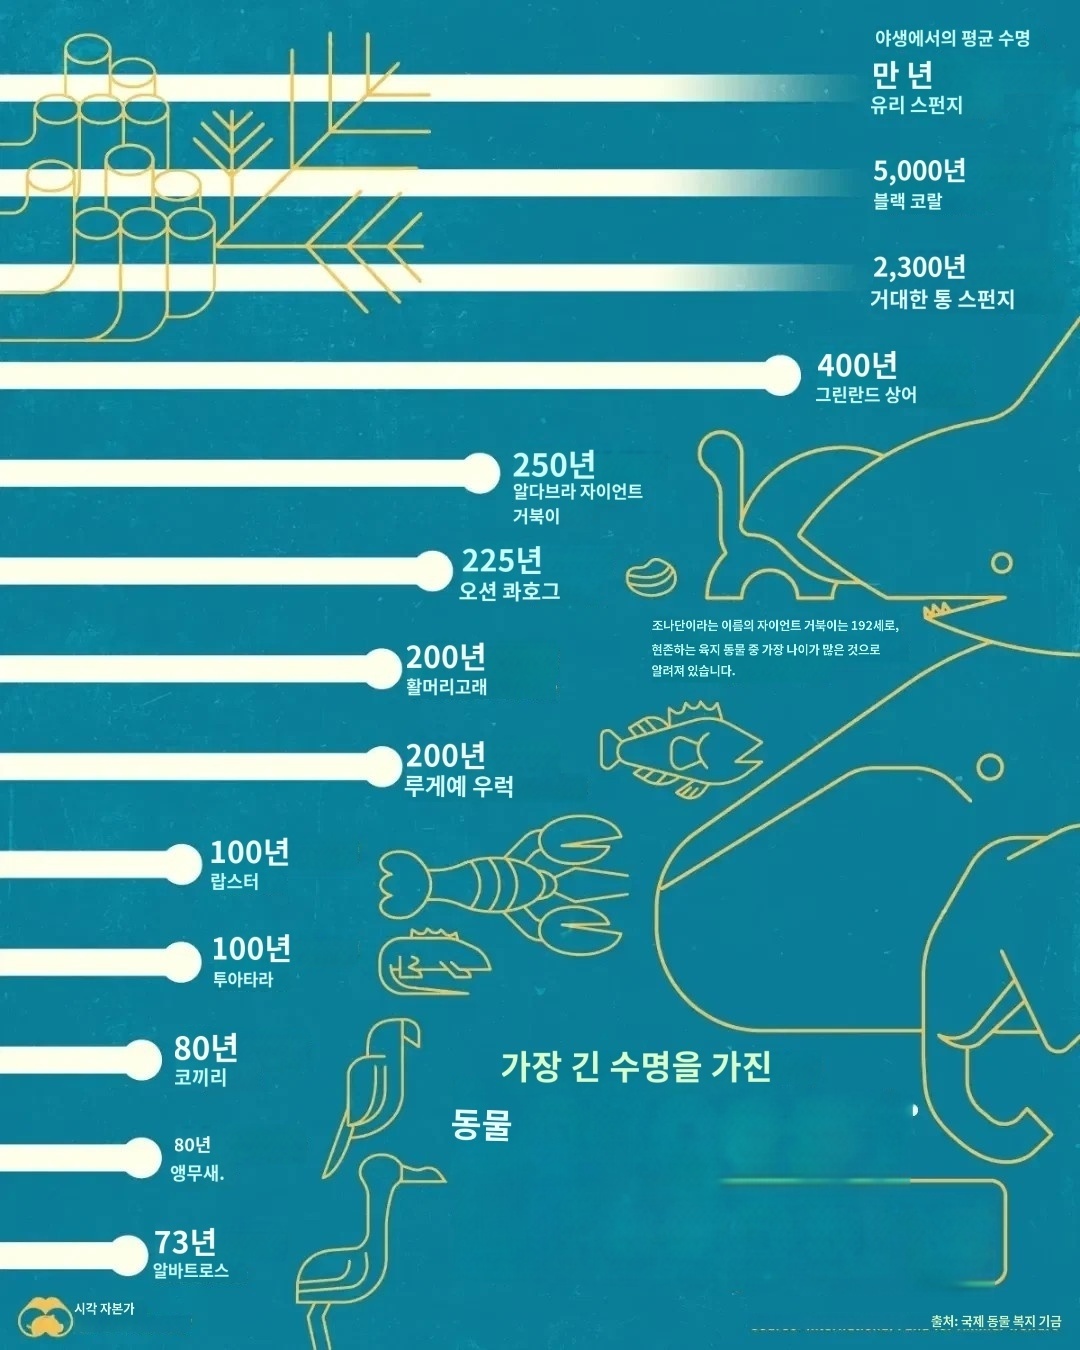 야생에서의 평균 수명
만 년
유리 스펀지
5,000년
블랙 코랄
2,300년
거대한 통 스펀지
400년
그린란드 상어
250년
알다브라 자이언트
거북이
225년
오션 콰호그
조나단이라는 이름의 자이언트 거북이는 192세로,
현존하는 육지 동물 중 가장 나이가 많은 것으로
알려져 있습니다.
200년
활머리고래
200년
루게예 우럭
100년
랍스터
100년
투아타라
80년
코끼리
가장 긴 수명을 가진
동물
80년
앵무새.
73년
알바트로스
시각 자본가
출처: 국제 동물 복지 기금